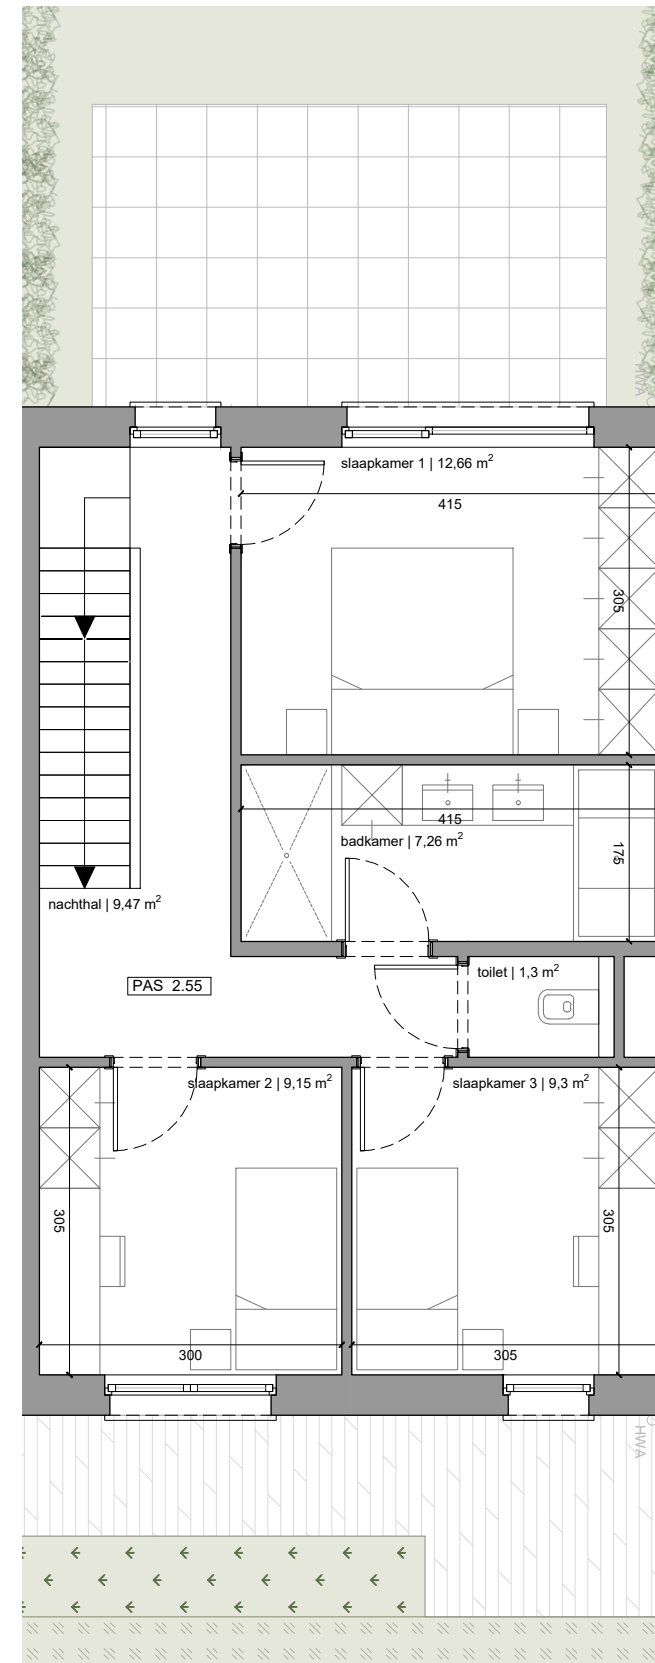 HWA
slaapkamer 1 | 12,66 m²
415
305
415
badkamer | 7,26 m²
175
nachthal | 9,47 m²
toilet | 1,3 m²
PAS 2.55
slaapkamer 2 | 9,15 m²
slaapkamer 3 | 9,3 m²
305
305
300
305
HWA